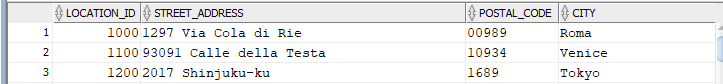 LOCATION_ID STREET_ADDRESS POSTAL_CODE CITY
1 1000 1297 Via Cola di Rie 00989 Roma
2 1100 93091 Calle della Testa 10934 Venice
3 1200 2017 Shinjuku-ku 1689 Tokyo